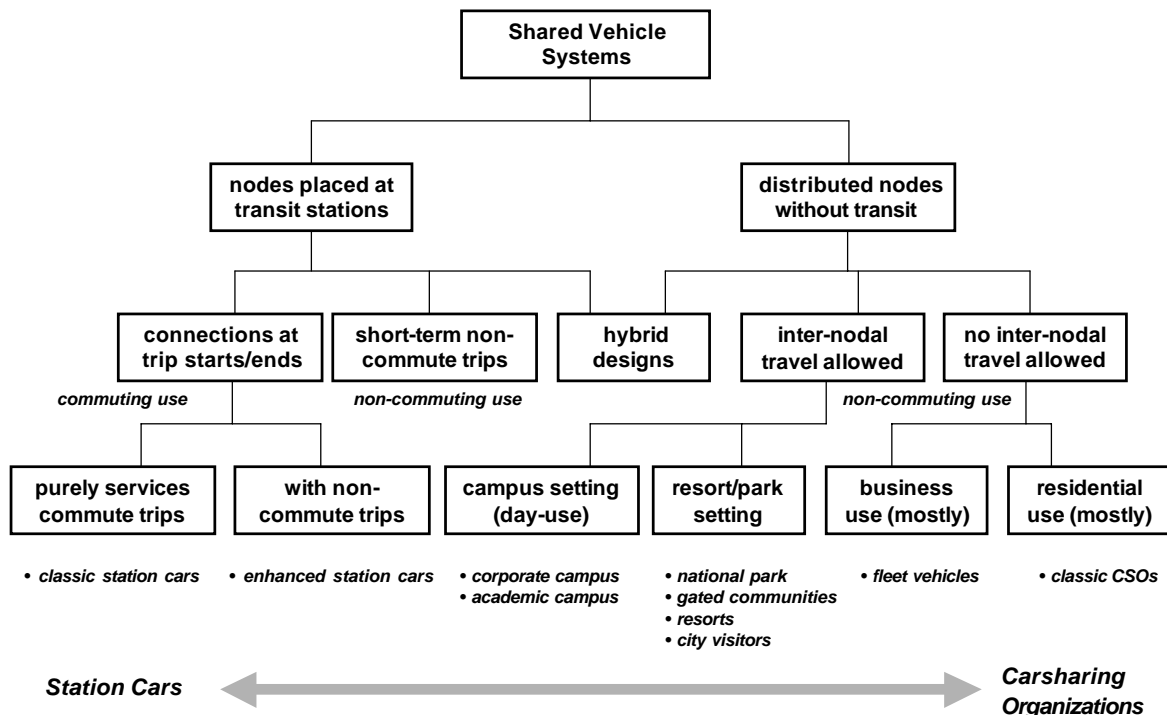 Shared Vehicle
Systems
nodes placed at
transit stations
distributed nodes
without transit
connections at
trip starts/ends
short-term non-
commute trips
hybrid
designs
inter-nodal
travel allowed
no inter-nodal
travel allowed
commuting use
non-commuting use
non-commuting use
purely services
commute trips
with non-
commute trips
campus setting
(day-use)
resort/park
setting
business
use (mostly)
residential
use (mostly)
• classic station cars
• enhanced station cars
• corporate campus
• academic campus
• national park
• gated communities
• resorts
• city visitors
• fleet vehicles
• classic CSOs
Station Cars
Carsharing
Organizations